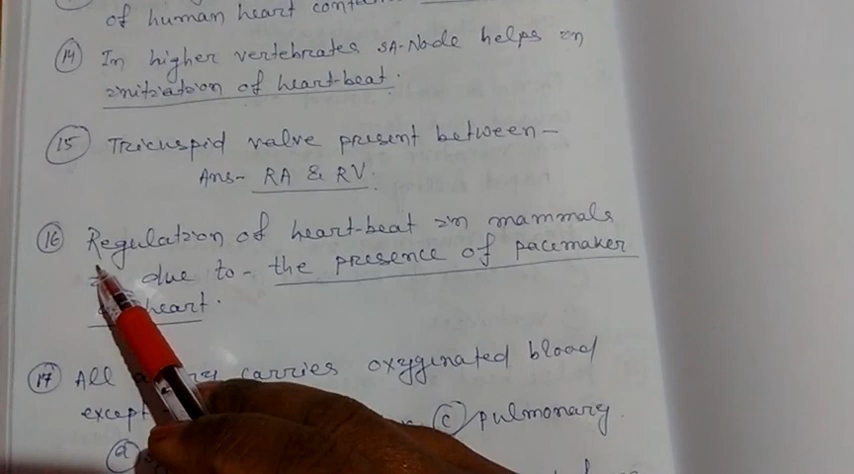 of human heart
(14) In higher vertebrates SA-Node helps in
initiation of heart-beat.
(15) Tricuspid valve present between-
Ans- RA & RV.
(16) Regulation of heart-beat in mammals
due to- the presence of pacemaker
heart.
(17) All carries oxyginated blood
except (c) pulmonary.
(a)